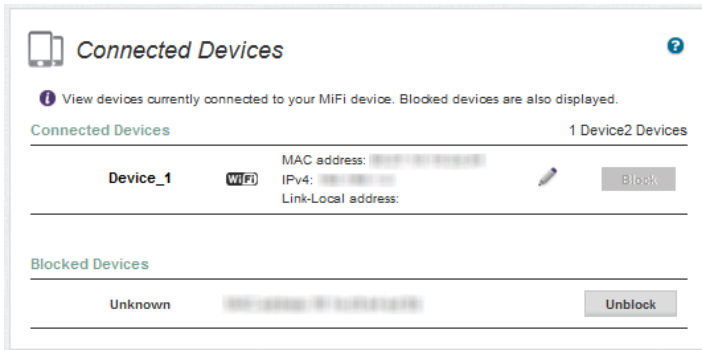 Connected Devices
?
i View devices currently connected to your MiFi device. Blocked devices are also displayed.
Connected Devices 1 Device2 Devices
Device_1 WiFi MAC address:
IPv4:
Link-Local address:
Block
Blocked Devices
Unknown Unblock